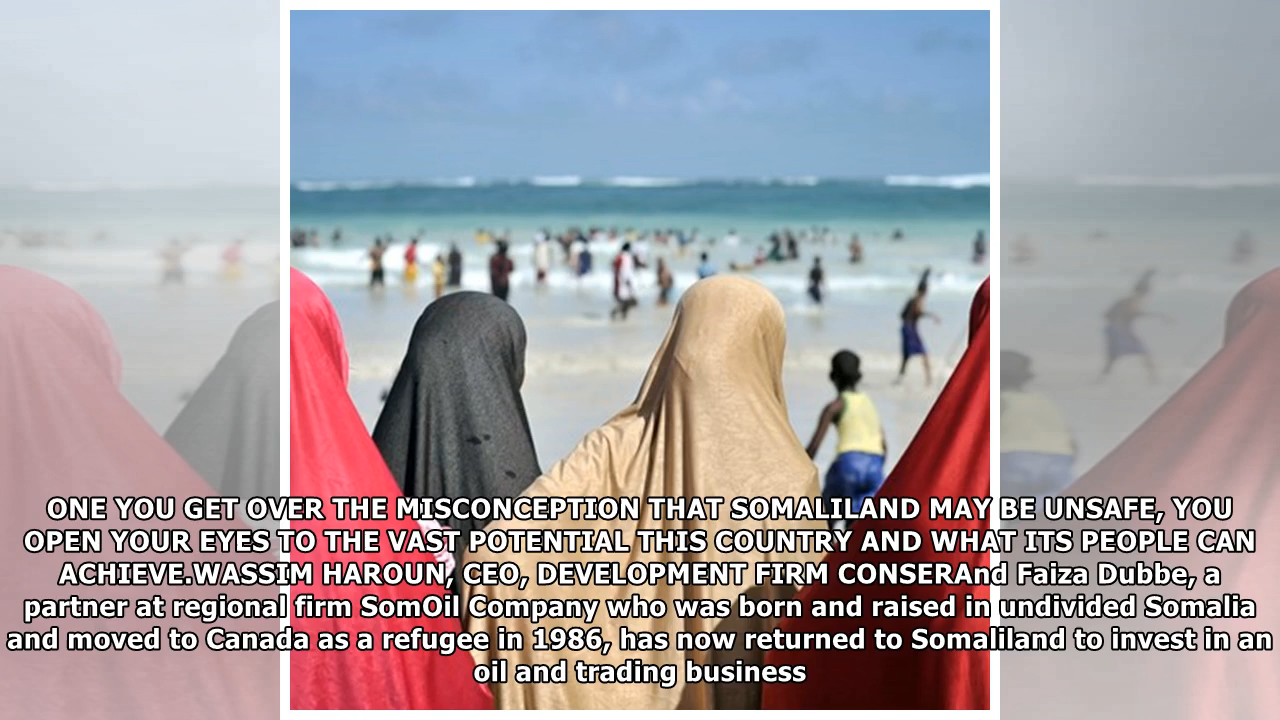 ONE YOU GET OVER THE MISCONCEPTION THAT SOMALILAND MAY BE UNSAFE, YOU
OPEN YOUR EYES TO THE VAST POTENTIAL THIS COUNTRY AND WHAT ITS PEOPLE CAN
ACHIEVE.WASSIM HAROUN, CEO, DEVELOPMENT FIRM CONSERAnd Faiza Dubbe, a
partner at regional firm SomOil Company who was born and raised in undivided Somalia
and moved to Canada as a refugee in 1986, has now returned to Somaliland to invest in an
oil and trading business